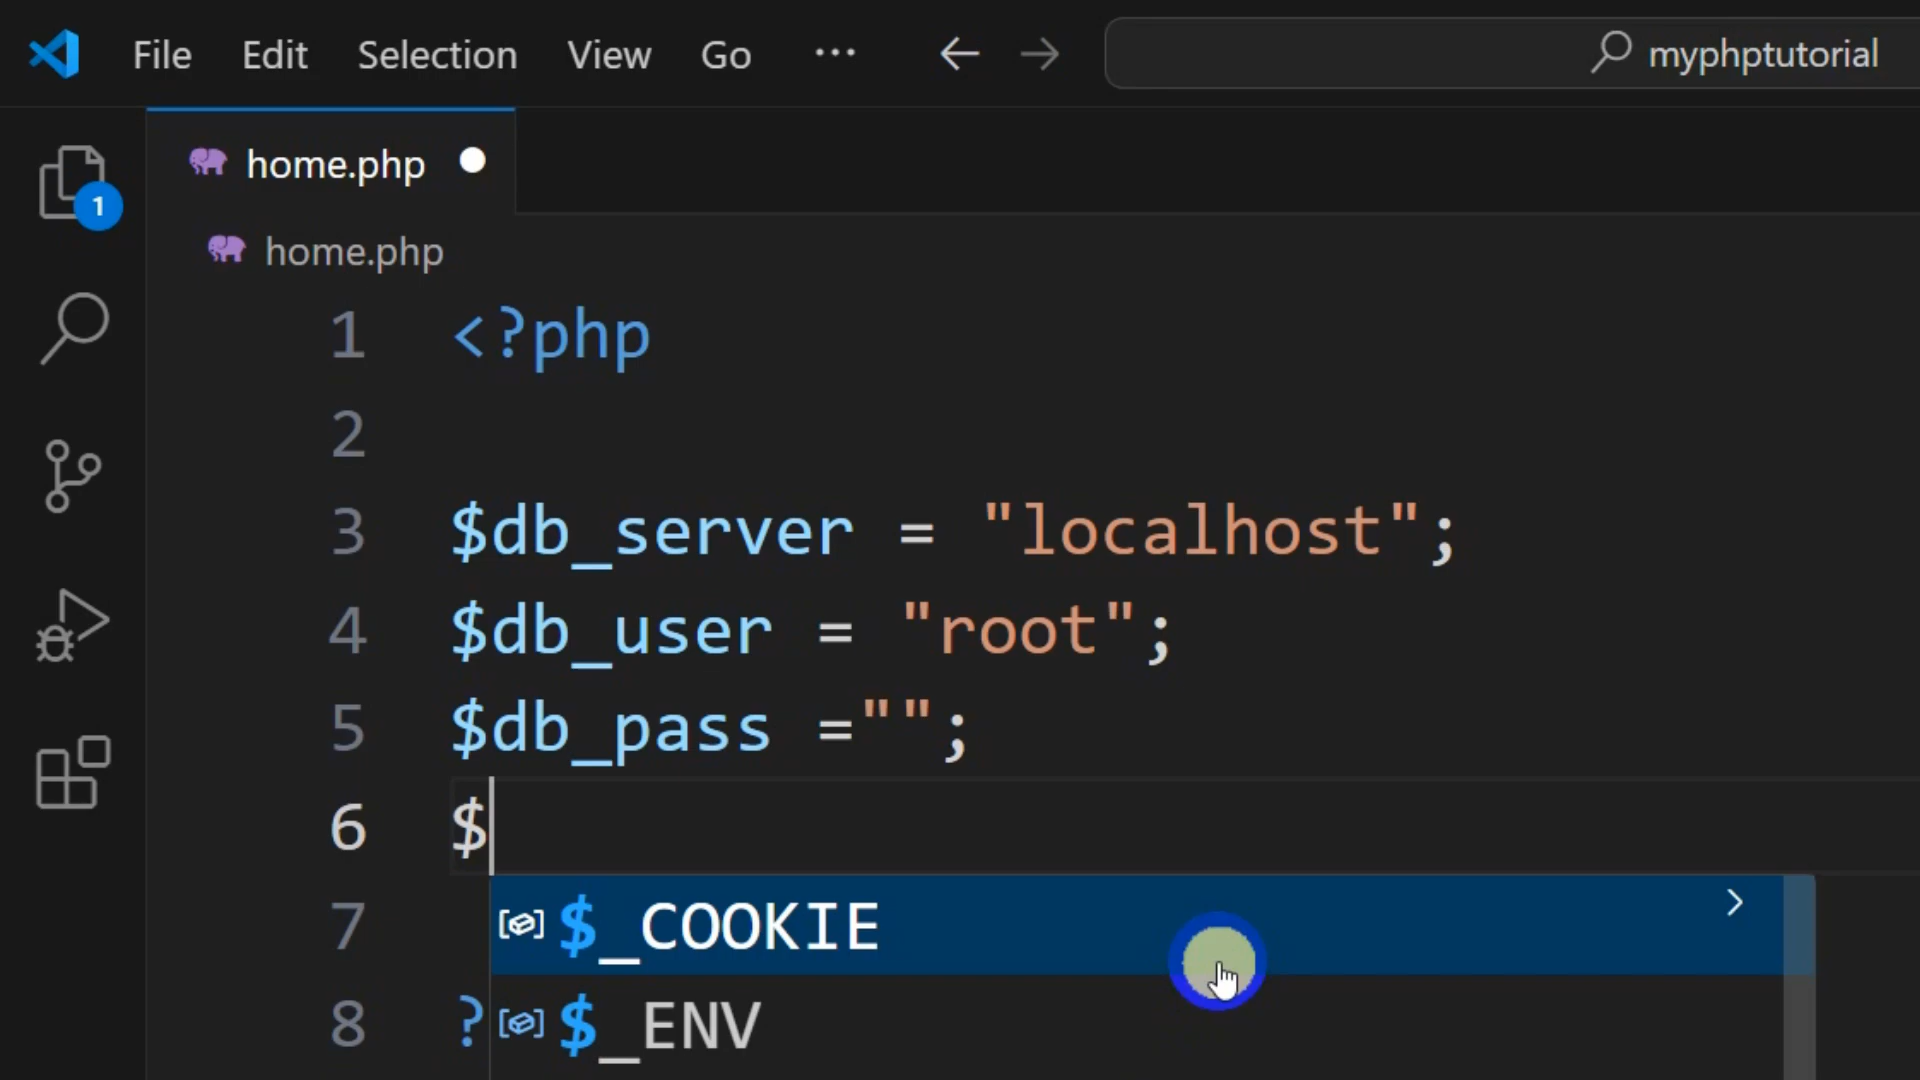 File Edit Selection View Go ··· myphptutorial
1
home.php
home.php
1 <?php
2
3 $db_server = "localhost";
4 $db_user = "root";
5 $db_pass ="";
6 $
7 $_COOKIE
8 ? $_ENV